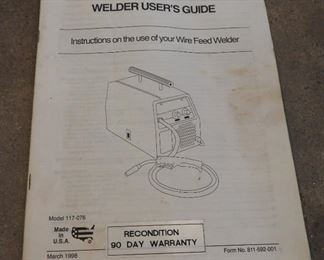 WELDER USER'S GUIDE
Instructions on the use of your Wire Feed Welder
Model 117-076
Made
in
U.S.A.
March 1998
RECONDITION
90 DAY WARRANTY
Form No. 811-592-001